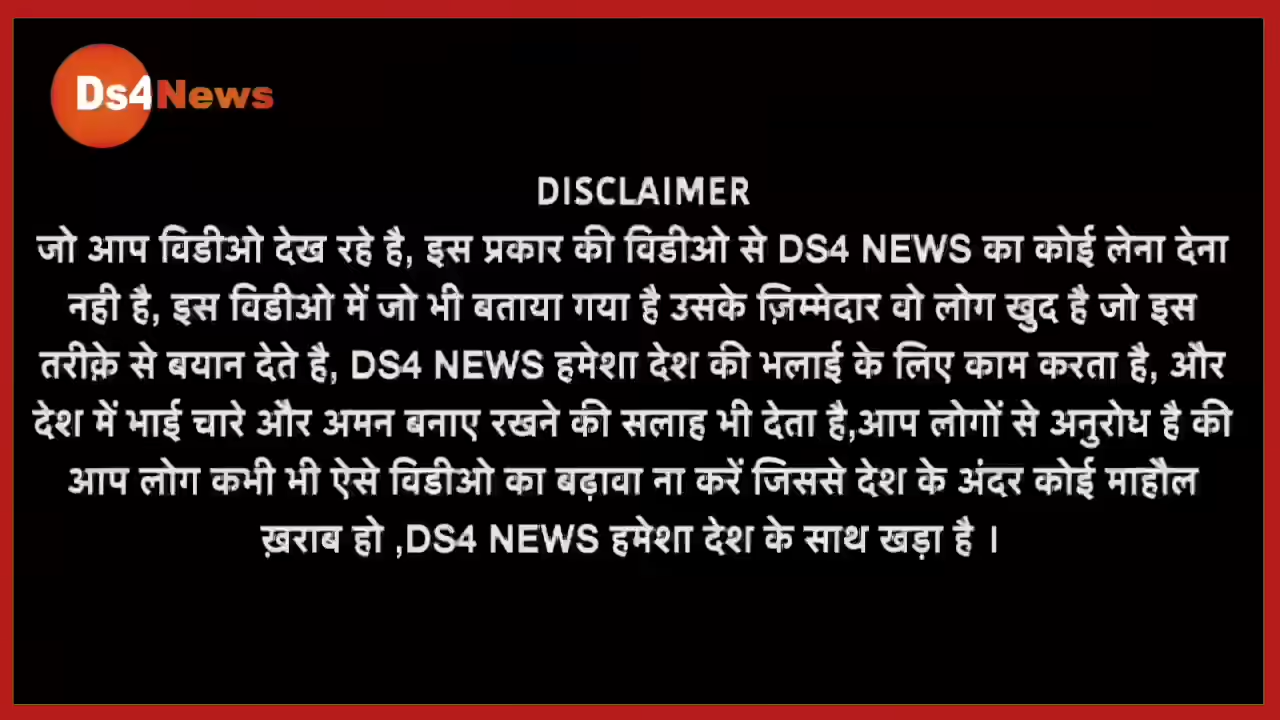 Ds4News
DISCLAIMER
जो आप विडीओ देख रहे है, इस प्रकार की विडीओ से DS4 NEWS का कोई लेना देना
नही है, इस विडीओ में जो भी बताया गया है उसके ज़िम्मेदार वो लोग खुद है जो इस
तरीक़े से बयान देते है, DS4 NEWS हमेशा देश की भलाई के लिए काम करता है, और
देश में भाई चारे और अमन बनाए रखने की सलाह भी देता है,आप लोगों से अनुरोध है की
आप लोग कभी भी ऐसे विडीओ का बढ़ावा ना करें जिससे देश के अंदर कोई माहौल
ख़राब हो ,DS4 NEWS हमेशा देश के साथ खड़ा है ।